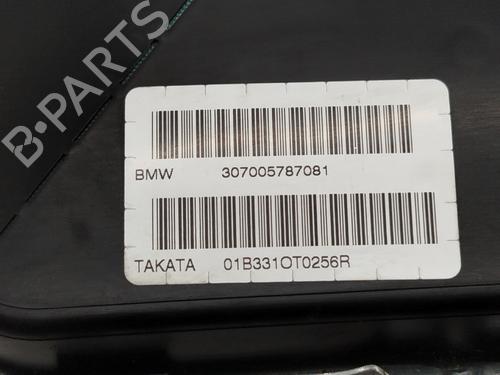 B-PARTS
BMW 307005787081
TAKATA 01B331OT0256R